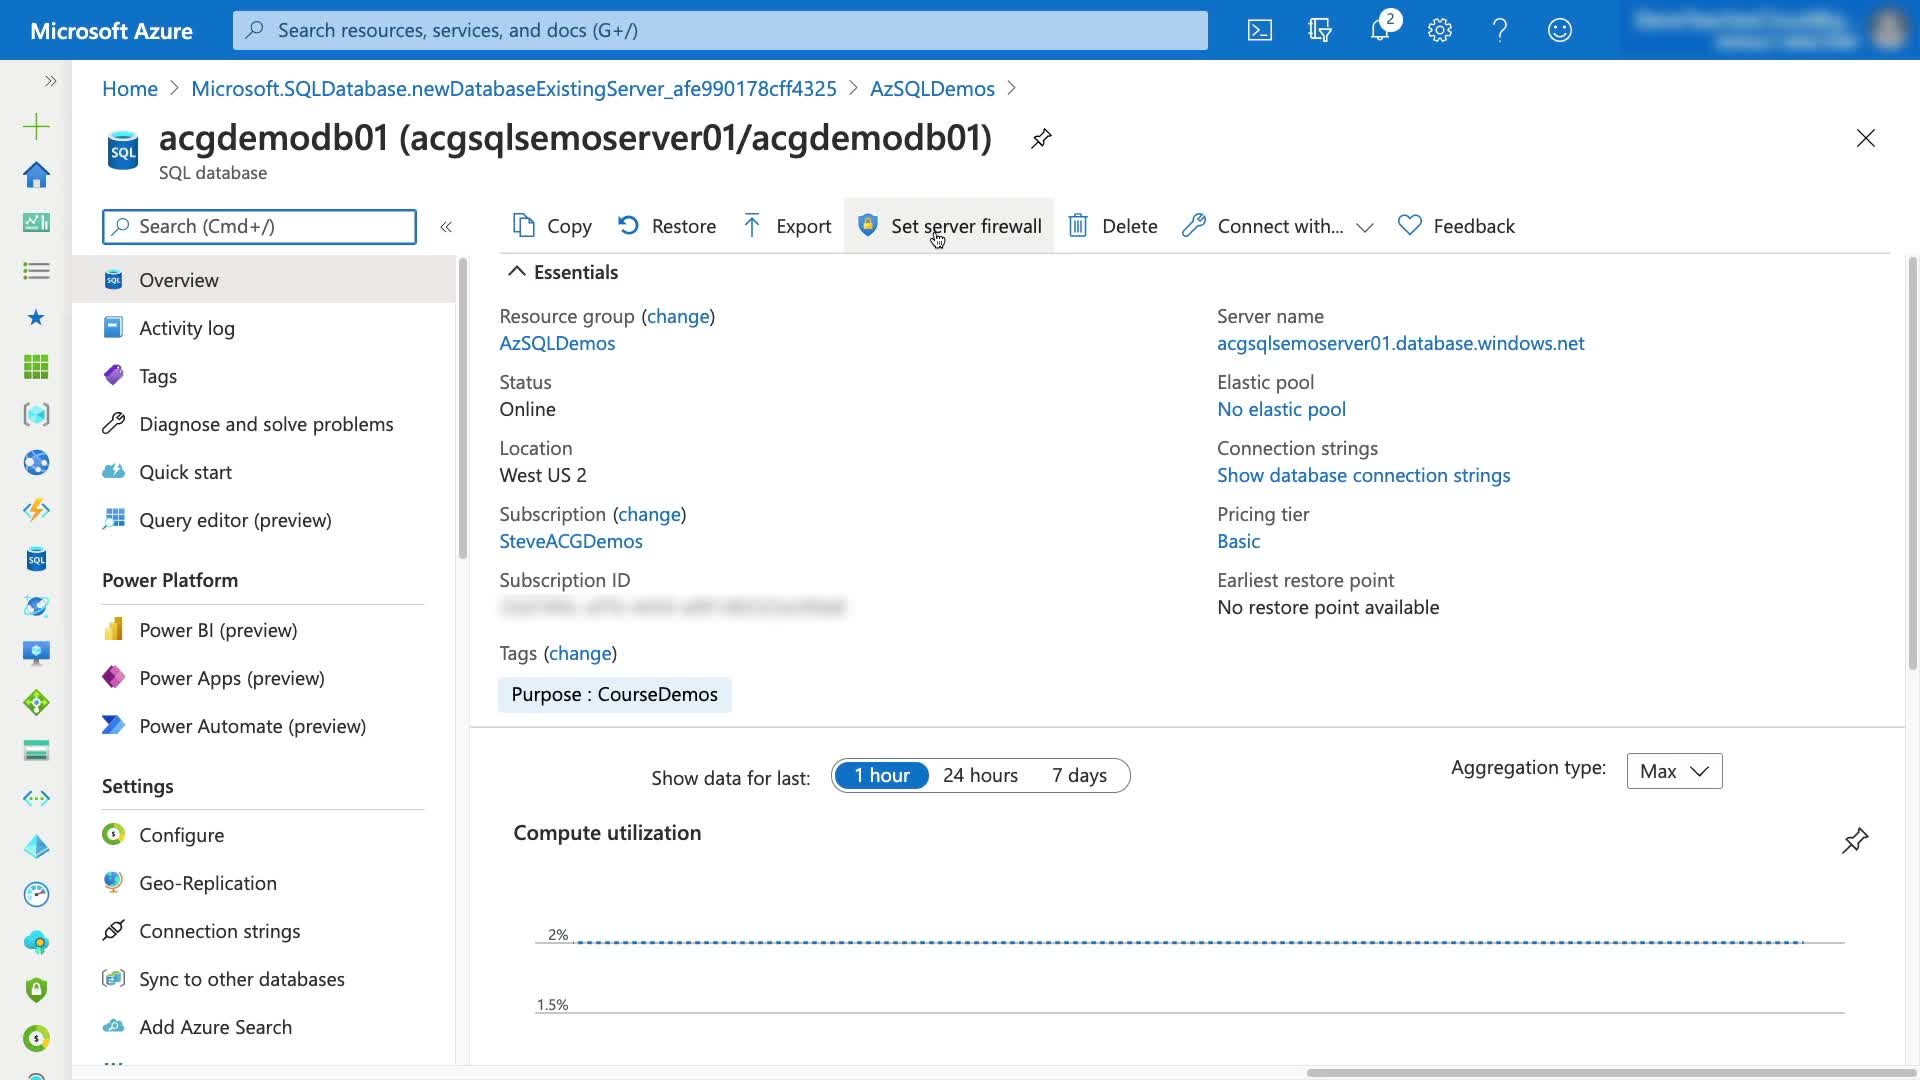 Microsoft Azure
Search resources, services, and docs (G+/)
2
Home > Microsoft.SQLDatabase.newDatabaseExistingServer_afe990178cff4325 > AzSQLDemos >
SQL
acgdemodb01 (acgsqlsemoserver01/acgdemodb01)
SQL database
Search (Cmd+/)
Copy
Restore
Export
Set server firewall
Delete
Connect with...
Feedback
Overview
Activity log
Tags
Diagnose and solve problems
Quick start
Query editor (preview)
Power Platform
Power BI (preview)
Power Apps (preview)
Power Automate (preview)
Settings
Configure
Geo-Replication
Connection strings
Sync to other databases
Add Azure Search
Essentials
Resource group (change)
AzSQLDemos
Status
Online
Location
West US 2
Subscription (change)
SteveACGDemos
Subscription ID
Tags (change)
Purpose : CourseDemos
Server name
acgsqlsemoserver01.database.windows.net
Elastic pool
No elastic pool
Connection strings
Show database connection strings
Pricing tier
Basic
Earliest restore point
No restore point available
Show data for last:
1 hour
24 hours
7 days
Aggregation type:
Max
Compute utilization
2%
1.5%